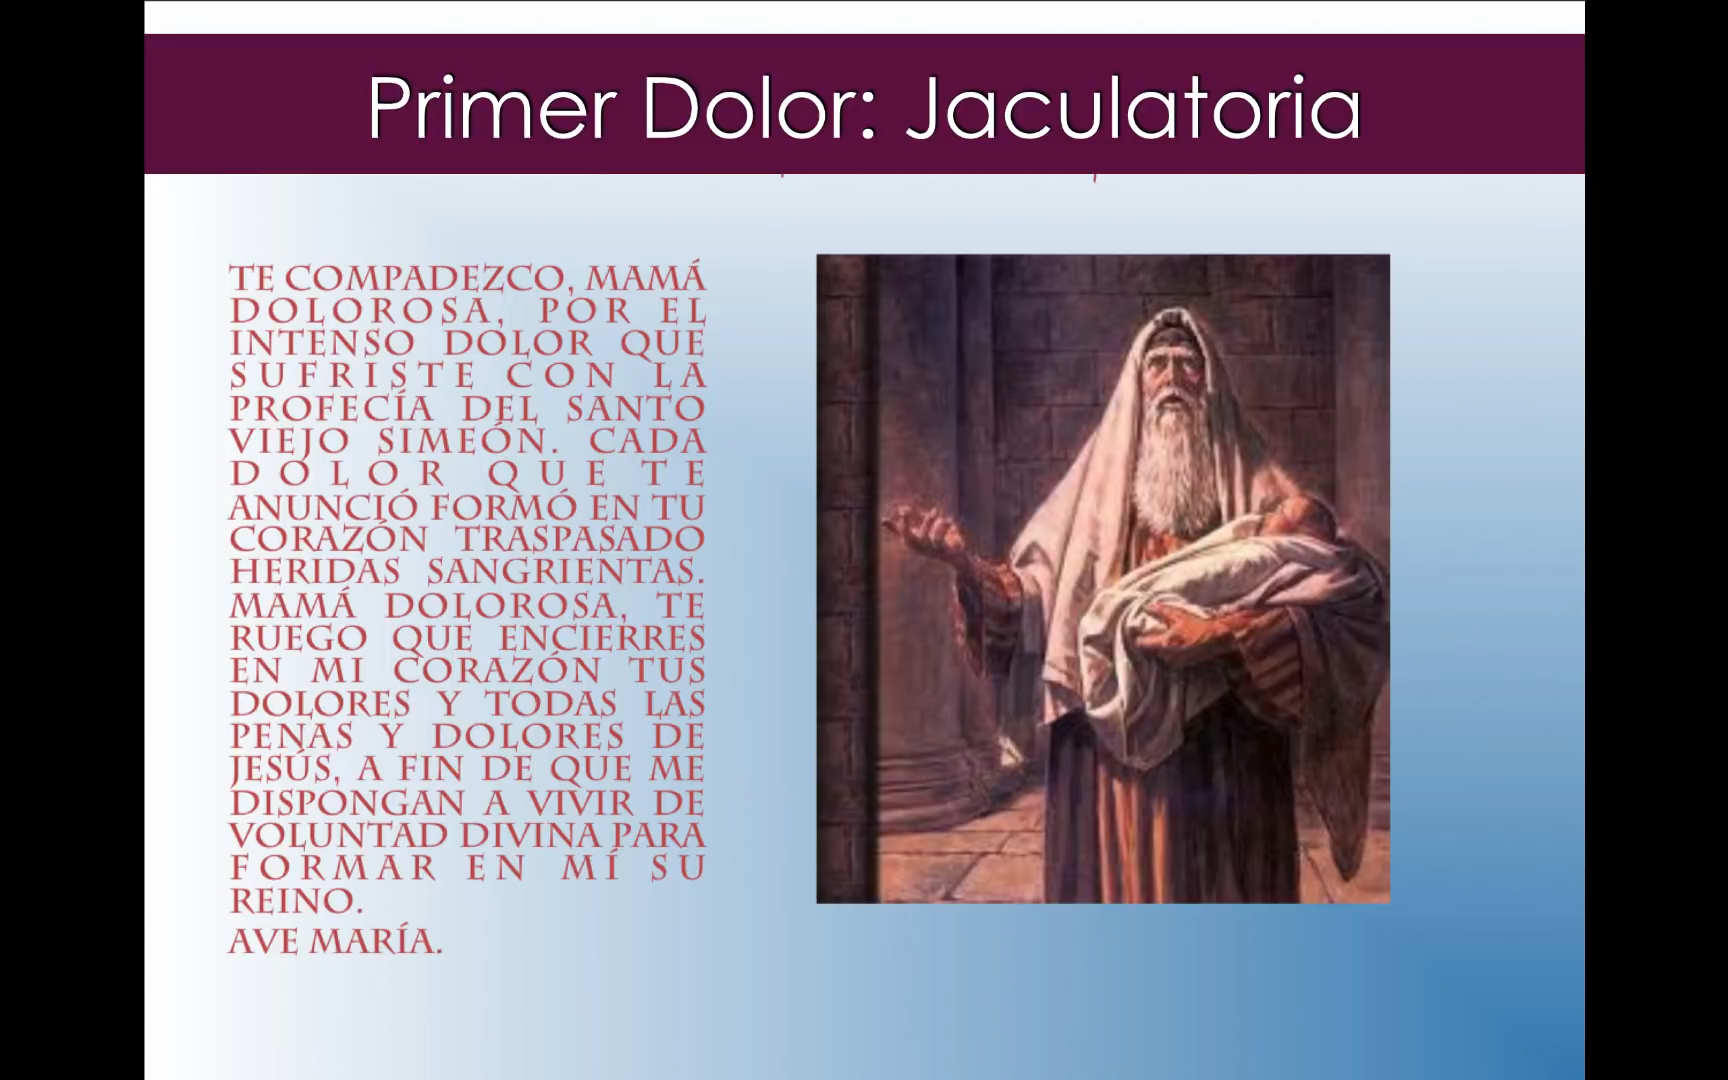 Primer Dolor: Jaculatoria
TE COMPADEZCO, MAMÁ
DOLOROSA, POR EL
INTENSO DOLOR QUE
SUFRISTE CON LA
PROFECÍA DEL SANTO
VIEJO SIMEÓN. CADA
DOLOR QUE TE
ANUNCIÓ FORMÓ EN TU
CORAZÓN TRASPASADO
HERIDAS SANGRIENTAS.
MAMÁ DOLOROSA, TE
RUEGO QUE ENCIERRES
EN MI CORAZÓN TUS
DOLORES Y TODAS LAS
PENAS Y DOLORES DE
JESÚS, A FIN DE QUE ME
DISPONGAN A VIVIR DE
VOLUNTAD DIVINA PARA
FORMAR EN MÍ SU
REINO.
AVE MARÍA.